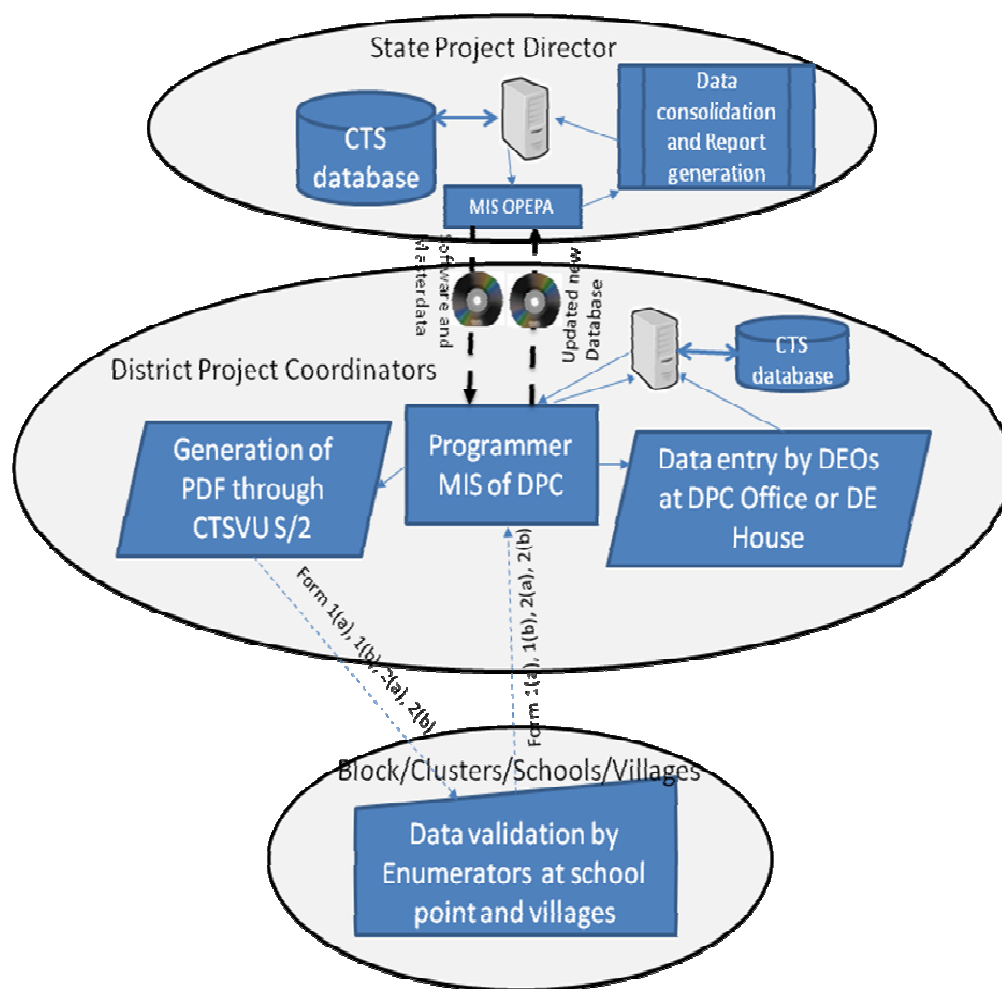 State Project Director
Data
consolidation
and Report
generation
CTS
database
MIS OPEPA
Software and
Masterdata
Updated new
Database
District Project Coordinators
CTS
database
Generation of
PDF through
CTSVU S/2
Programmer
MIS of DPC
Data entry by DEOs
at DPC Office or DE
House
Form 1(a), 1(b), 2(a), 2(b)
Form 1(a), 1(b), 2(a), 2(b)
Block/Clusters/Schools/Villages
Data validation by
Enumerators at school
point and villages